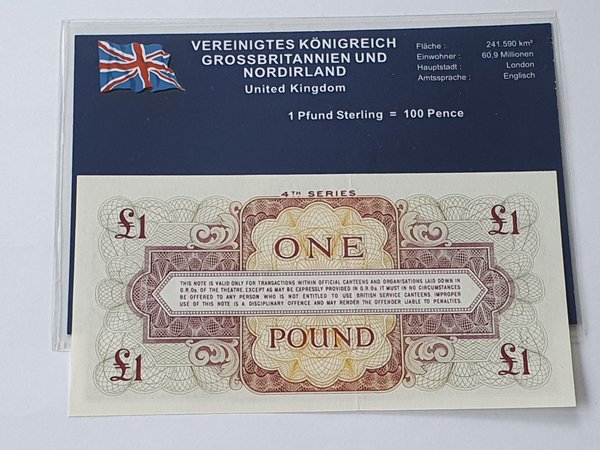 VEREINIGTES KÖNIGREICH
GROSSBRITANNIEN UND
NORDIRLAND
United Kingdom
Fläche : 241.590 km²
Einwohner : 60,9 Millionen
Hauptstadt : London
Amtssprache : Englisch
1 Pfund Sterling = 100 Pence
4TH SERIES
£1 £1
ONE
THIS NOTE IS VALID ONLY FOR TRANSACTIONS WITHIN OFFICIAL CANTEENS AND ORGANISATIONS LAID DOWN IN
G.R.Os. OF THE THEATRE. EXCEPT AS MAY BE EXPRESSLY PROVIDED IN G.R.Os. IT MUST IN NO CIRCUMSTANCES
BE OFFERED TO ANY PERSON WHO IS NOT ENTITLED TO USE BRITISH SERVICE CANTEENS IMPROPER
USE OF THIS NOTE IS A DISCIPLINARY OFFENCE AND MAY RENDER THE OFFENDER LIABLE TO PENALTIES.
POUND
£1 £1